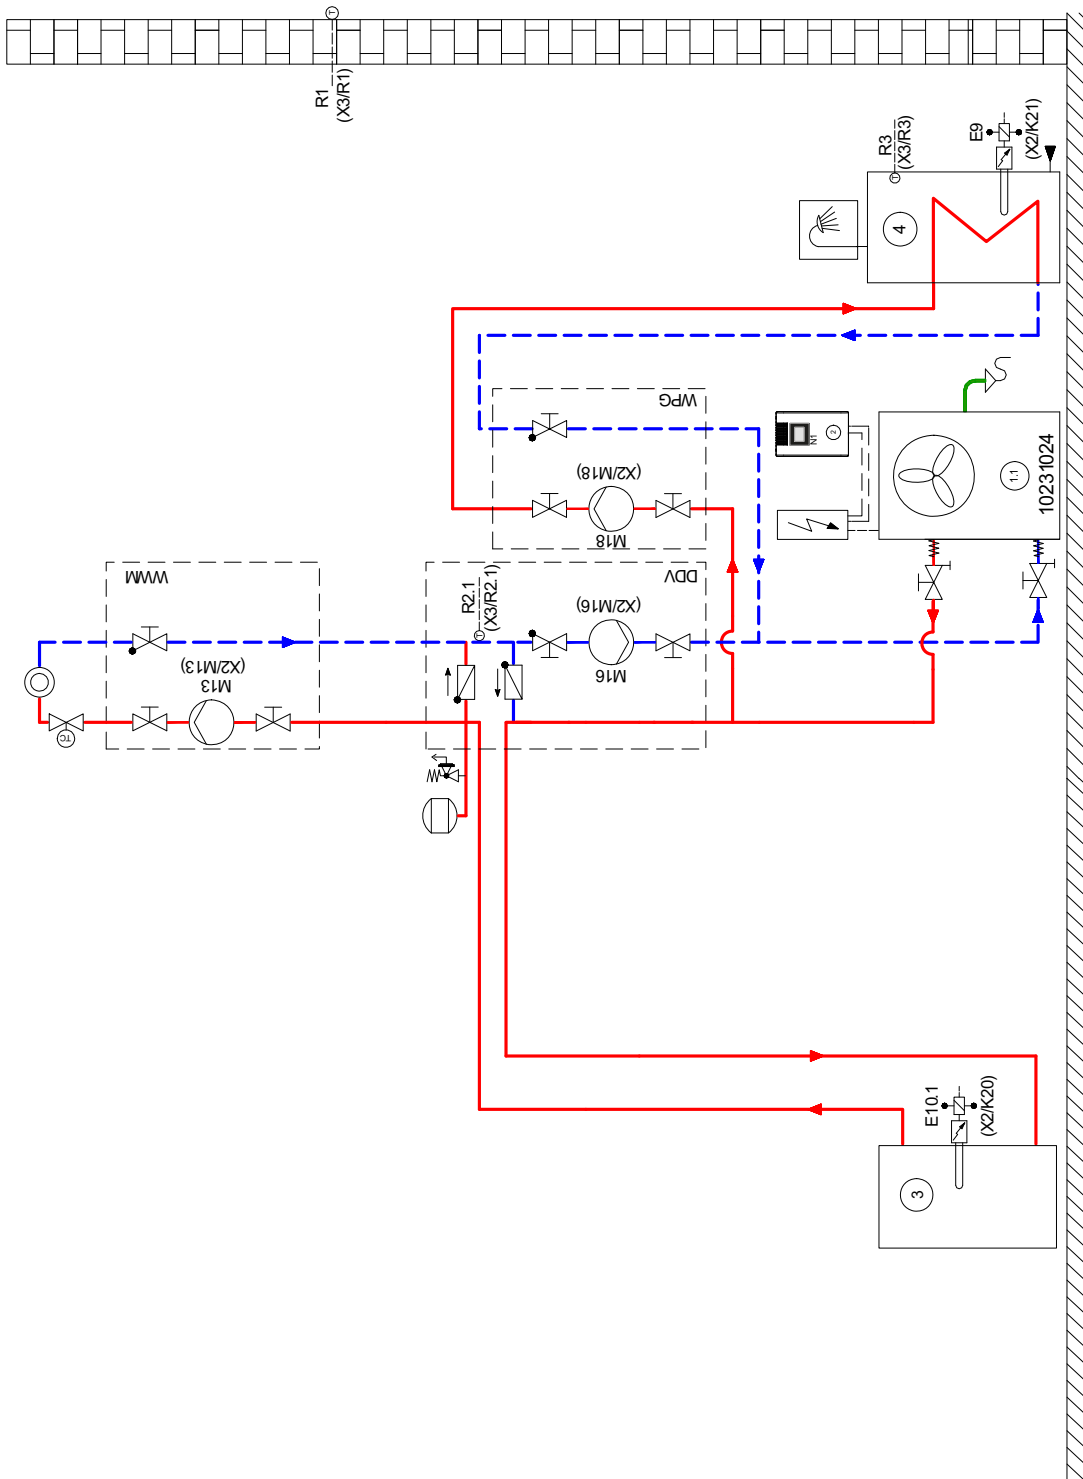 R1
(X3/R1)
R3
(X3/R3)
E9
(X2/K21)
4
WPG
M18
(X2/M18)
N1
2
1.1
10231024
WWM
M13
(X2/M13)
TC
DDV
R2.1
(X3/R2.1)
T
M16
(X2/M16)
E10.1
(X2/K20)
3
T
T